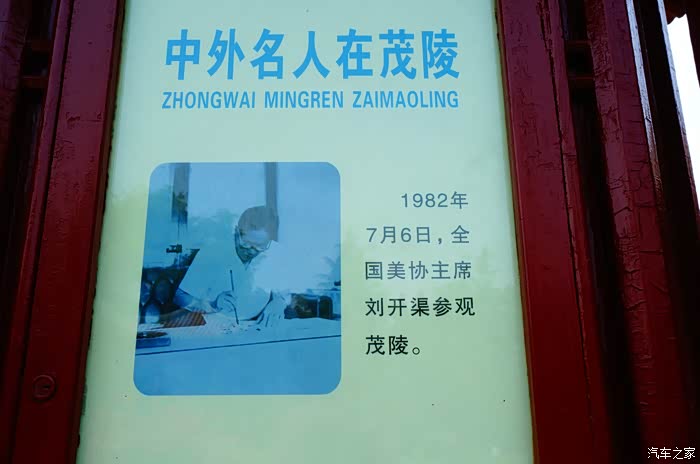 中外名人在茂陵
ZHONGWAI MINGREN ZAIMAOLING
1982年
7月6日，全
国美协主席
刘开渠参观
茂陵。
汽车之家